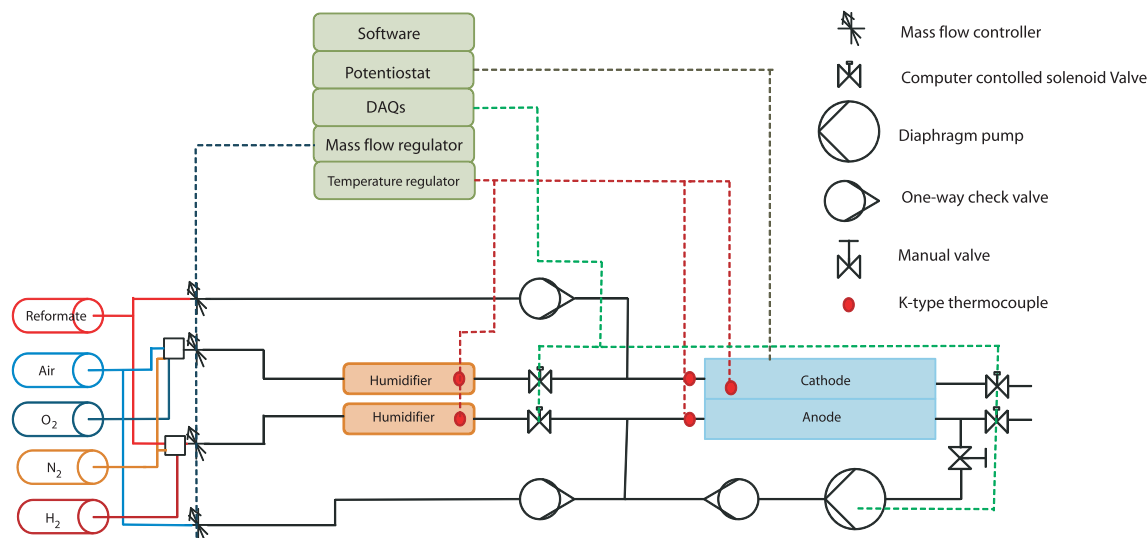 Software
Potentiostat
DAQs
Mass flow regulator
Temperature regulator
Mass flow controller
Computer contolled solenoid Valve
Diaphragm pump
One-way check valve
Manual valve
K-type thermocouple
Reformate
Air
O2
N2
H2
Humidifier
Humidifier
Cathode
Anode